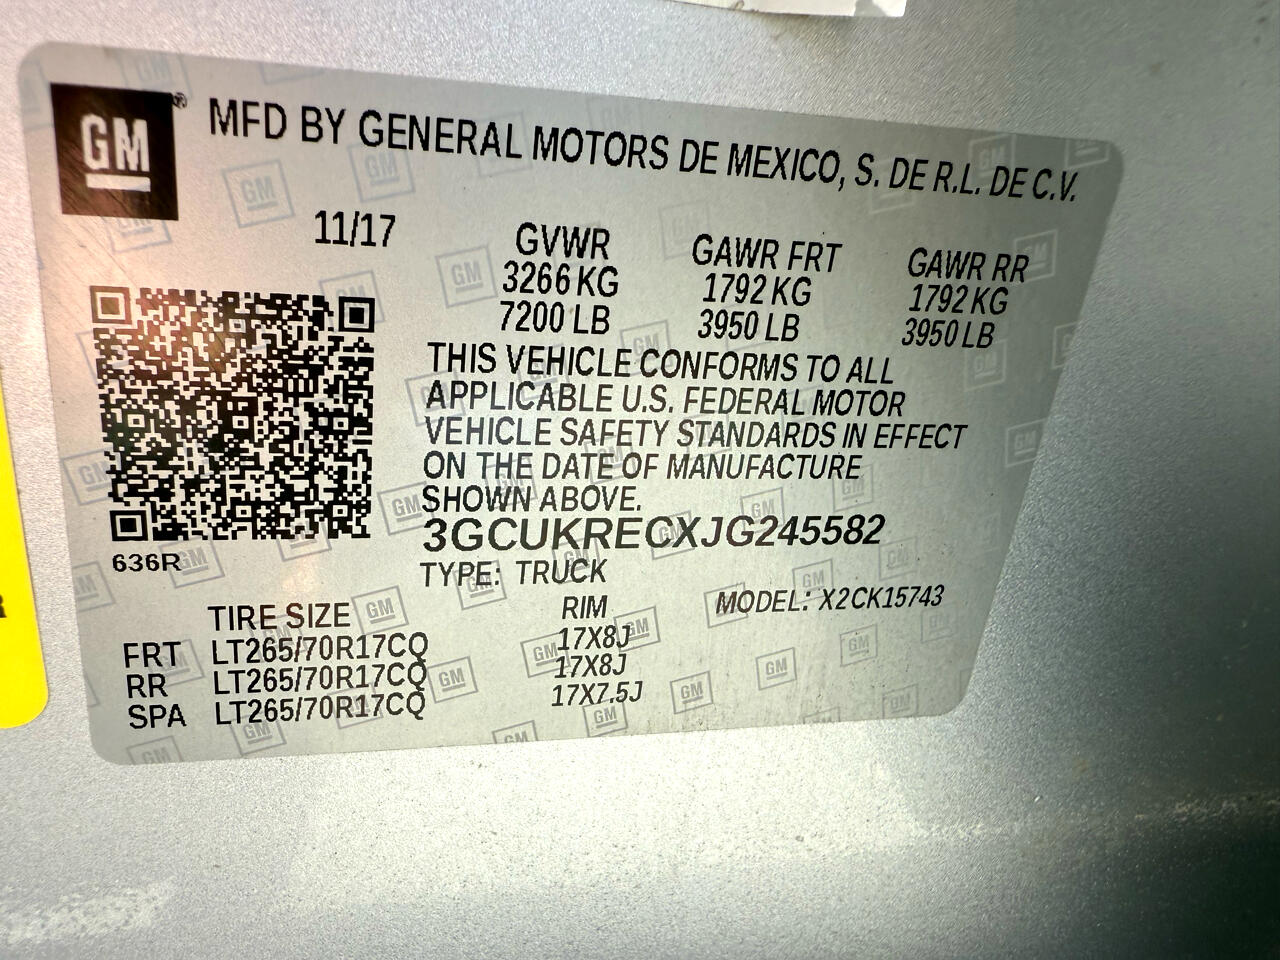 GM ®
MFD BY GENERAL MOTORS DE MEXICO, S. DE R.L. DE C.V.
11/17
GVWR GAWR FRT GAWR RR
3266 KG 1792 KG 1792 KG
7200 LB 3950 LB 3950 LB
THIS VEHICLE CONFORMS TO ALL
APPLICABLE U.S. FEDERAL MOTOR
VEHICLE SAFETY STANDARDS IN EFFECT
ON THE DATE OF MANUFACTURE
SHOWN ABOVE.
3GCUKRECXJG245582
636R
TYPE: TRUCK
MODEL: X2CK15743
TIRE SIZE RIM
FRT LT265/70R17CQ 17X8J
RR LT265/70R17CQ 17X8J
SPA LT265/70R17CQ 17X7.5J